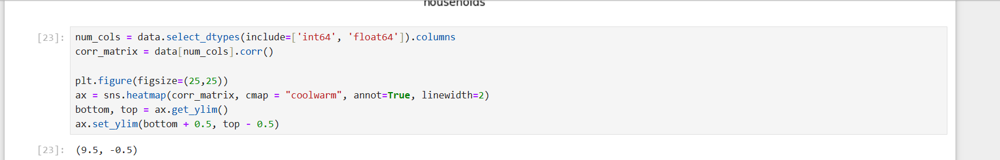 households
[23]: num_cols = data.select_dtypes(include=['int64', 'float64']).columns
corr_matrix = data[num_cols].corr()
plt.figure(figsize=(25,25))
ax = sns.heatmap(corr_matrix, cmap = "coolwarm", annot=True, linewidth=2)
bottom, top = ax.get_ylim()
ax.set_ylim(bottom + 0.5, top - 0.5)
[23]: (9.5, -0.5)